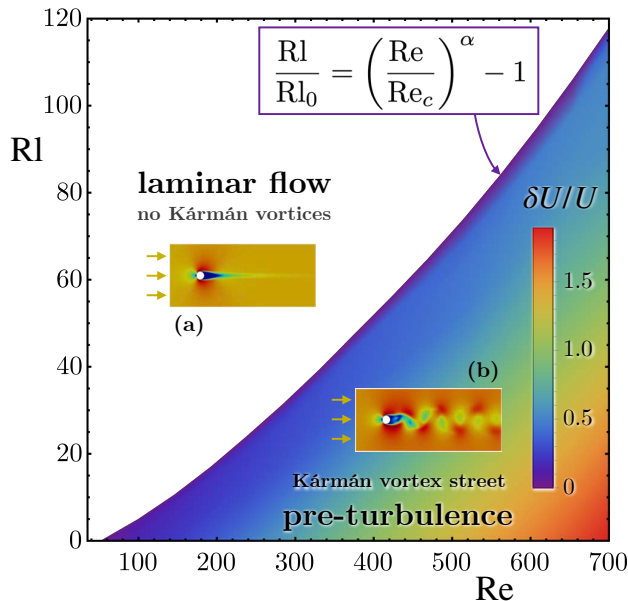 120
100
80
60
40
20
0
Rl
Rl/Rl₀ = (Re/Re_c)^α − 1
laminar flow
no Kármán vortices
(a)
δU/U
1.5
1.0
0.5
0
(b)
Kármán vortex street
pre-turbulence
100 200 300 400 500 600 700
Re